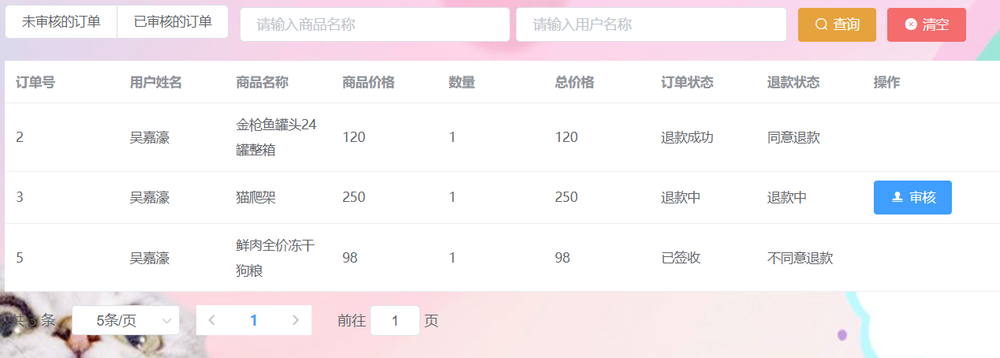 未审核的订单 已审核的订单 请输入商品名称 请输入用户名称 查询 清空
订单号 用户姓名 商品名称 商品价格 数量 总价格 订单状态 退款状态 操作
2 吴嘉濠 金枪鱼罐头24 120 1 120 退款成功 同意退款
罐整箱
3 吴嘉濠 猫爬架 250 1 250 退款中 退款中 审核
5 吴嘉濠 鲜肉全价冻干 98 1 98 已签收 不同意退款
狗粮
共 3 条 5条/页 1 前往 1 页